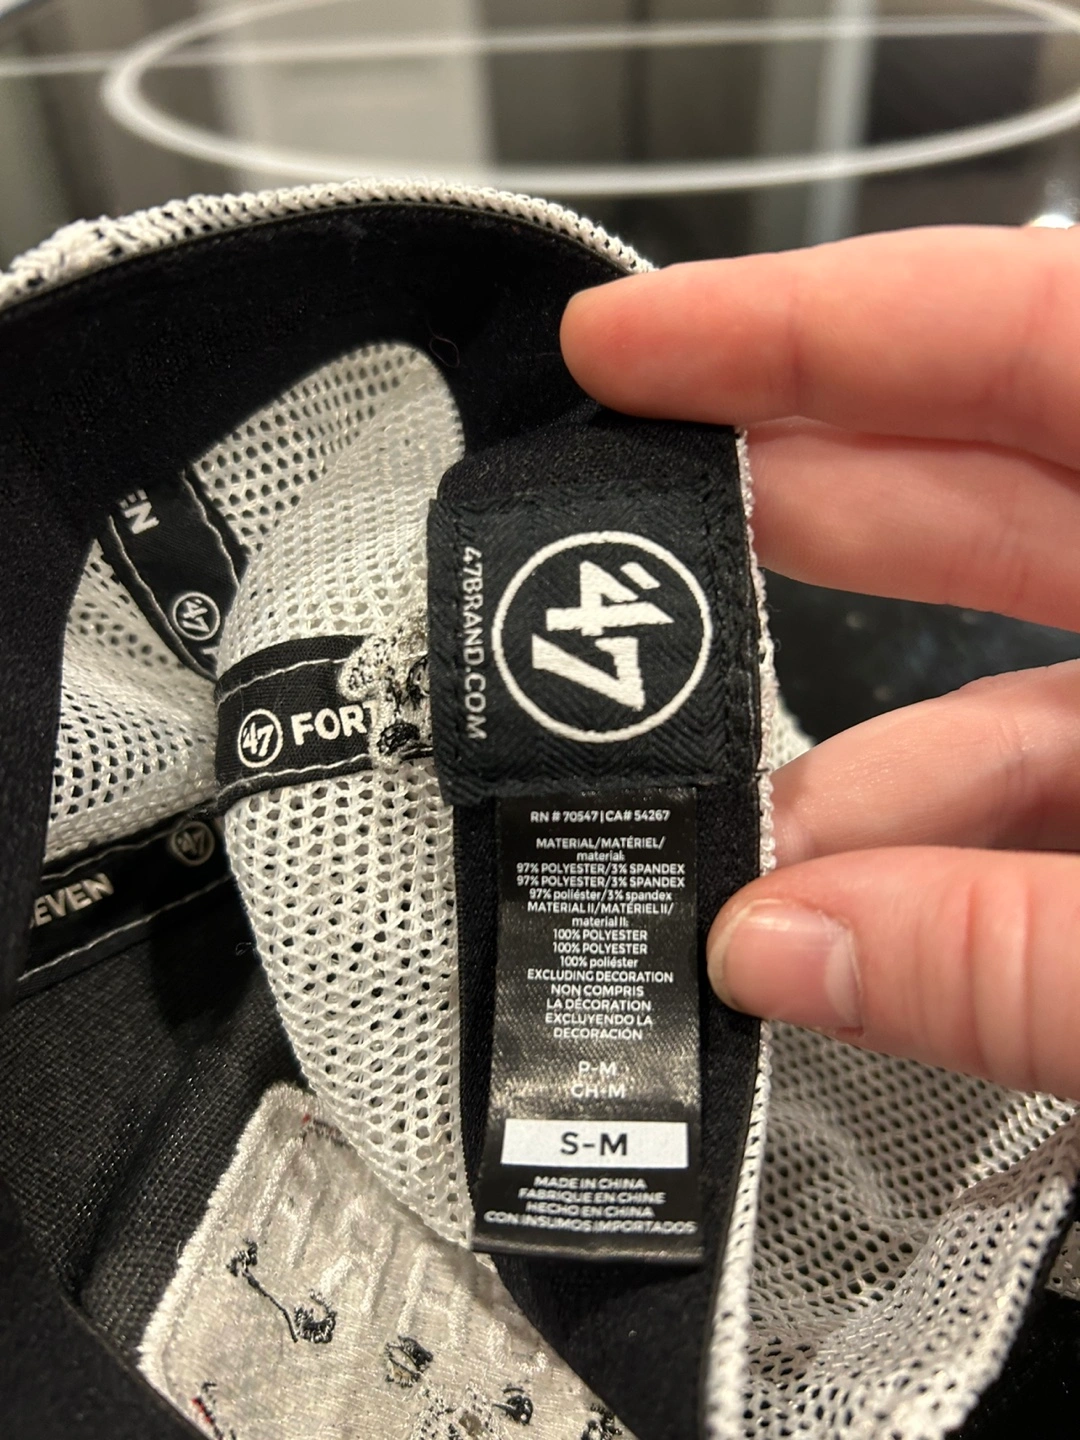 '47
47BRAND.COM
EN
'47
'47 FORT
'47
EVEN
RN # 70547 | CA# 54267
MATERIAL/MATÉRIEL/
material:
97% POLYESTER/3% SPANDEX
97% POLYESTER/3% SPANDEX
97% poliéster/3% spandex
MATERIAL II/MATÉRIEL II/
material II:
100% POLYESTER
100% POLYESTER
100% poliéster
EXCLUDING DECORATION
NON COMPRIS
LA DÉCORATION
EXCLUYENDO LA
DECORACIÓN
P-M
CH-M
S-M
MADE IN CHINA
FABRIQUE EN CHINE
HECHO EN CHINA
CON INSUMOS IMPORTADOS